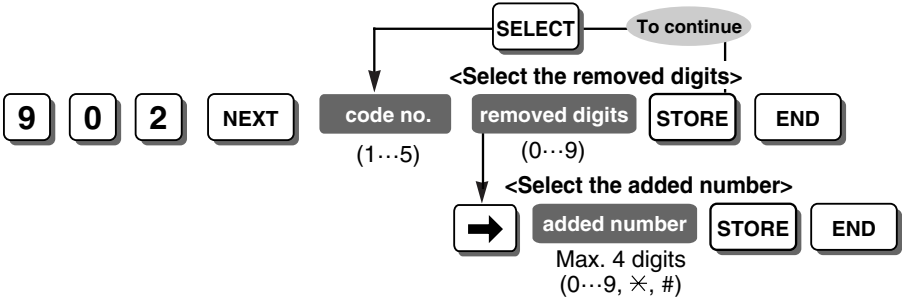 SELECT To continue
<Select the removed digits>
9 0 2 NEXT code no. removed digits STORE END
(1···5) (0···9)
<Select the added number>
➡ added number STORE END
Max. 4 digits
(0···9, ✕, #)